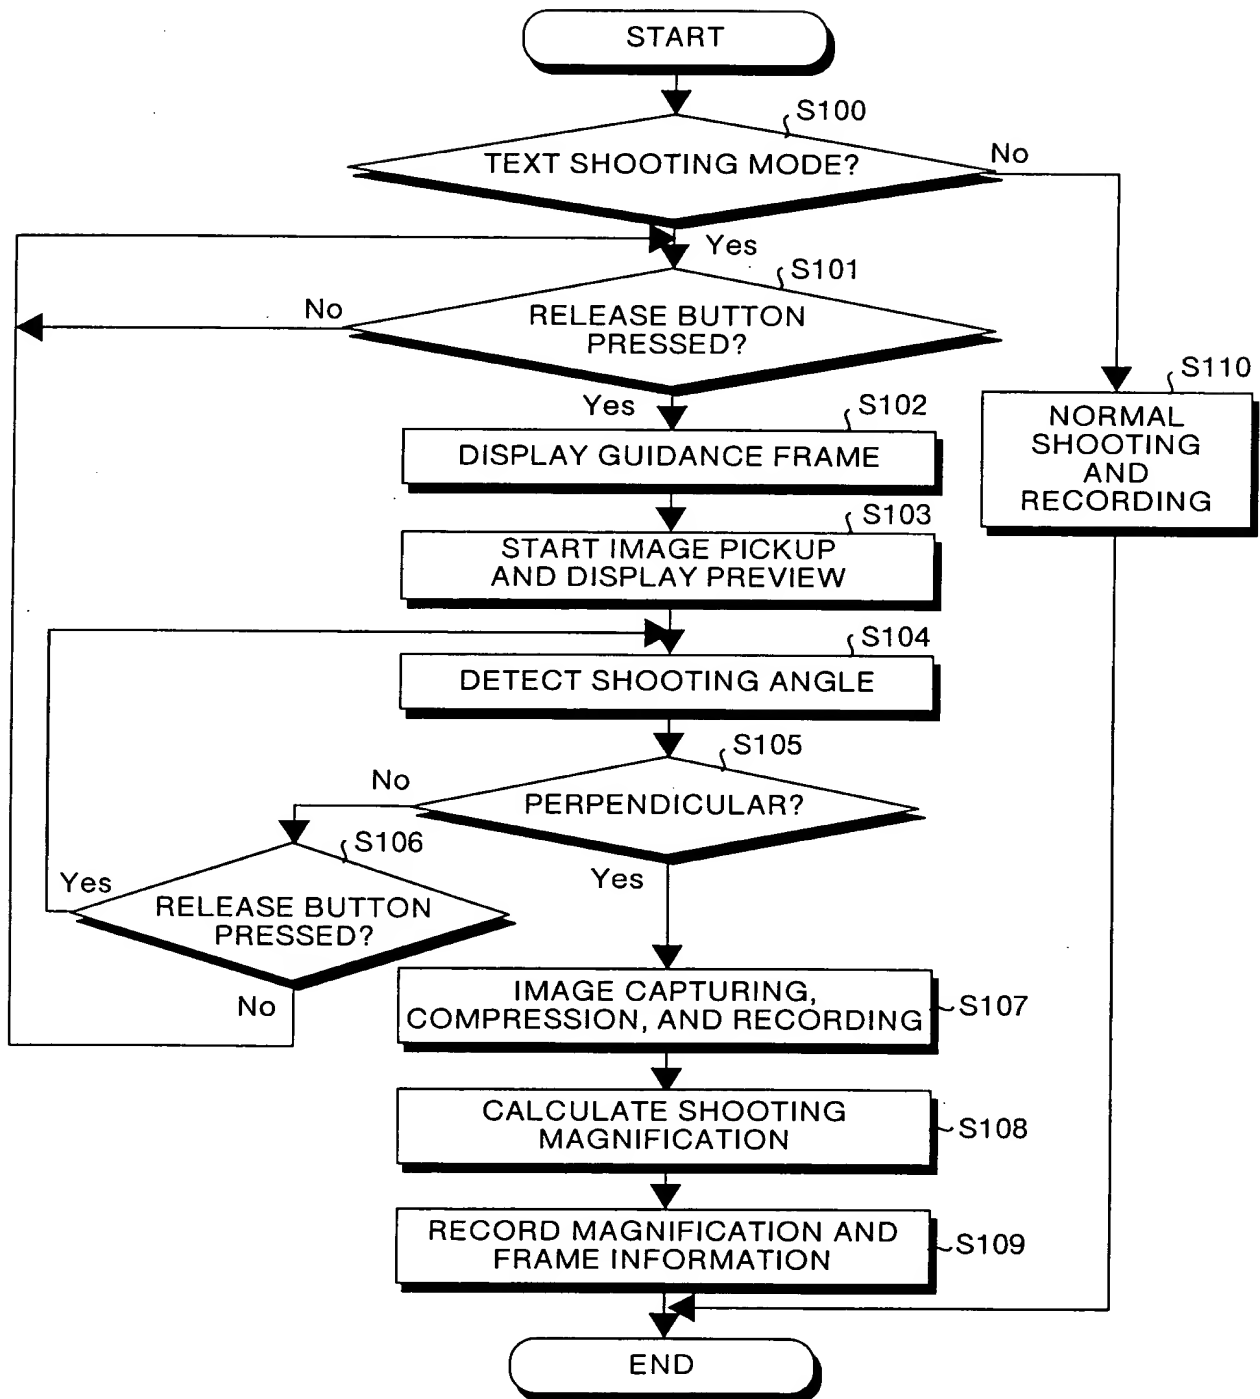 START
S100
TEXT SHOOTING MODE?
No
Yes
S101
No
RELEASE BUTTON
PRESSED?
Yes
S102
DISPLAY GUIDANCE FRAME
S110
NORMAL
SHOOTING
AND
RECORDING
S103
START IMAGE PICKUP
AND DISPLAY PREVIEW
S104
DETECT SHOOTING ANGLE
S105
No
PERPENDICULAR?
Yes
S106
Yes
RELEASE BUTTON
PRESSED?
No
IMAGE CAPTURING,
COMPRESSION, AND RECORDING
S107
CALCULATE SHOOTING
MAGNIFICATION
S108
RECORD MAGNIFICATION AND
FRAME INFORMATION
S109
END